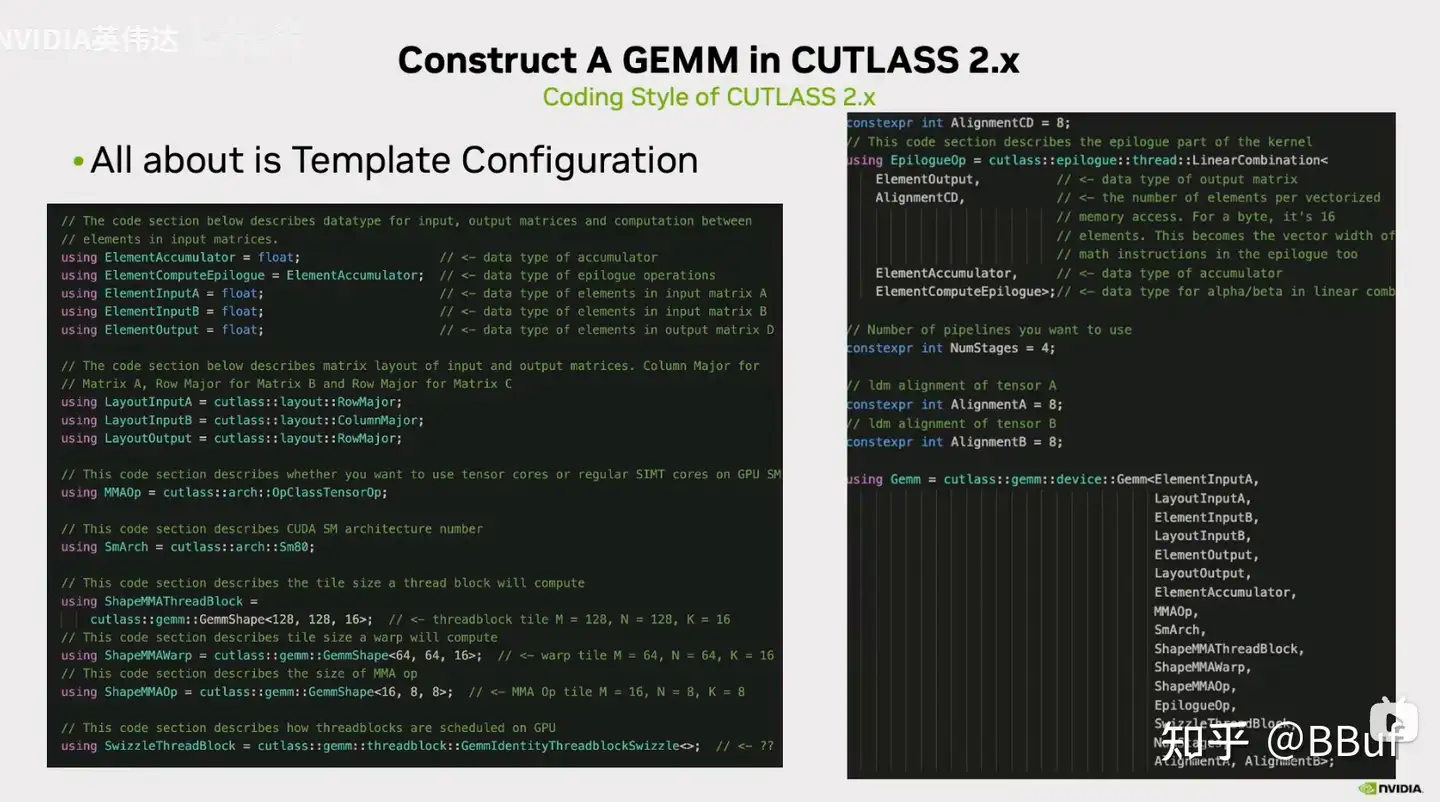 NVIDIA英伟达
Construct A GEMM in CUTLASS 2.x
Coding Style of CUTLASS 2.x
• All about is Template Configuration
// The code section below describes datatype for input, output matrices and computation between
// elements in input matrices.
using ElementAccumulator = float; // <- data type of accumulator
using ElementComputeEpilogue = ElementAccumulator; // <- data type of epilogue operations
using ElementInputA = float; // <- data type of elements in input matrix A
using ElementInputB = float; // <- data type of elements in input matrix B
using ElementOutput = float; // <- data type of elements in output matrix D
// The code section below describes matrix layout of input and output matrices. Column Major for
// Matrix A, Row Major for Matrix B and Row Major for Matrix C
using LayoutInputA = cutlass::layout::RowMajor;
using LayoutInputB = cutlass::layout::ColumnMajor;
using LayoutOutput = cutlass::layout::RowMajor;
// This code section describes whether you want to use tensor cores or regular SIMT cores on GPU SM
using MMAOp = cutlass::arch::OpClassTensorOp;
// This code section describes CUDA SM architecture number
using SmArch = cutlass::arch::Sm80;
// This code section describes the tile size a thread block will compute
using ShapeMMAThreadBlock =
cutlass::gemm::GemmShape<128, 128, 16>; // <- threadblock tile M = 128, N = 128, K = 16
// This code section describes tile size a warp will compute
using ShapeMMAWarp = cutlass::gemm::GemmShape<64, 64, 16>; // <- warp tile M = 64, N = 64, K = 16
// This code section describes the size of MMA op
using ShapeMMAOp = cutlass::gemm::GemmShape<16, 8, 8>; // <- MMA Op tile M = 16, N = 8, K = 8
// This code section describes how threadblocks are scheduled on GPU
using SwizzleThreadBlock = cutlass::gemm::threadblock::GemmIdentityThreadblockSwizzle<>; // <- ??
constexpr int AlignmentCD = 8;
// This code section describes the epilogue part of the kernel
using EpilogueOp = cutlass::epilogue::thread::LinearCombination<
ElementOutput, // <- data type of output matrix
AlignmentCD, // <- the number of elements per vectorized
// memory access. For a byte, it's 16
// elements. This becomes the vector width of
// math instructions in the epilogue too
ElementAccumulator, // <- data type of accumulator
ElementComputeEpilogue>;// <- data type for alpha/beta in linear comb
// Number of pipelines you want to use
constexpr int NumStages = 4;
// ldm alignment of tensor A
constexpr int AlignmentA = 8;
// ldm alignment of tensor B
constexpr int AlignmentB = 8;
using Gemm = cutlass::gemm::device::Gemm<ElementInputA,
LayoutInputA,
ElementInputB,
LayoutInputB,
ElementOutput,
LayoutOutput,
ElementAccumulator,
MMAOp,
SmArch,
ShapeMMAThreadBlock,
ShapeMMAWarp,
ShapeMMAOp,
EpilogueOp,
SwizzleThreadBlock,
NumStages,
AlignmentA, AlignmentB>;
知乎 @BBuf
NVIDIA.